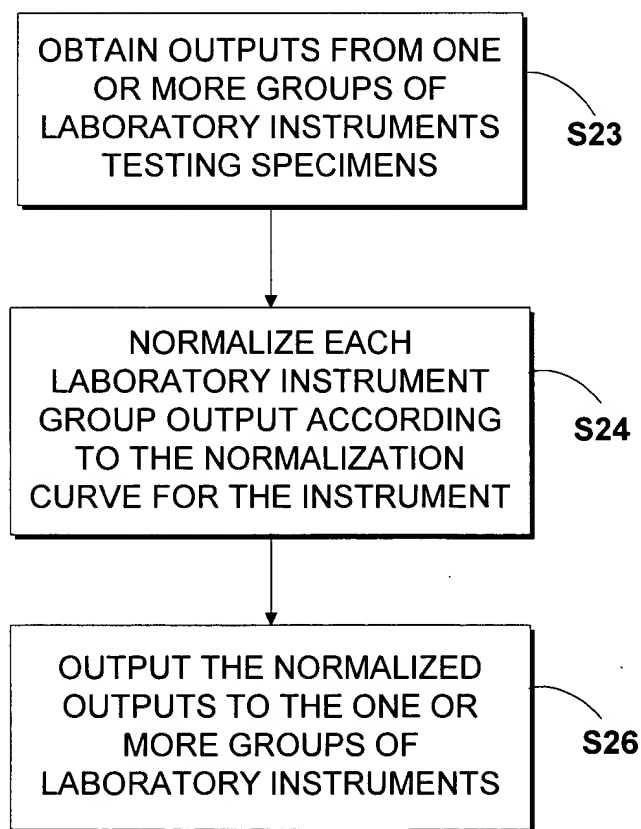 OBTAIN OUTPUTS FROM ONE
OR MORE GROUPS OF
LABORATORY INSTRUMENTS
TESTING SPECIMENS
S23
NORMALIZE EACH
LABORATORY INSTRUMENT
GROUP OUTPUT ACCORDING
TO THE NORMALIZATION
CURVE FOR THE INSTRUMENT
S24
OUTPUT THE NORMALIZED
OUTPUTS TO THE ONE OR
MORE GROUPS OF
LABORATORY INSTRUMENTS
S26